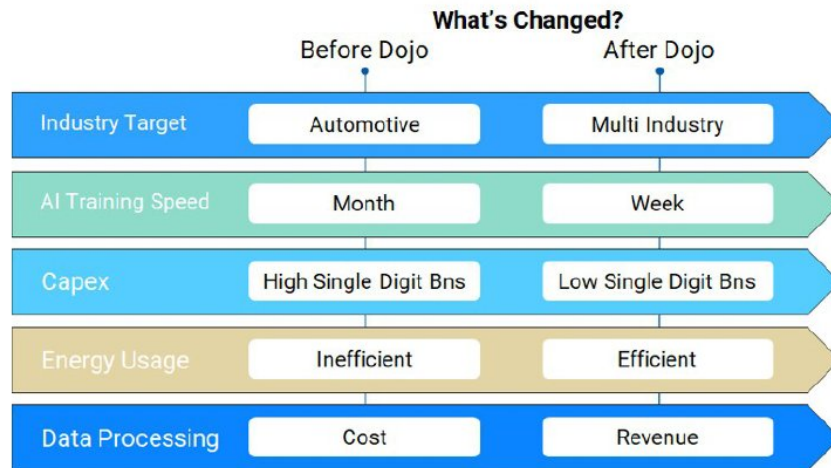 What's Changed?
Before Dojo After Dojo
Industry Target Automotive Multi Industry
AI Training Speed Month Week
Capex High Single Digit Bns Low Single Digit Bns
Energy Usage Inefficient Efficient
Data Processing Cost Revenue